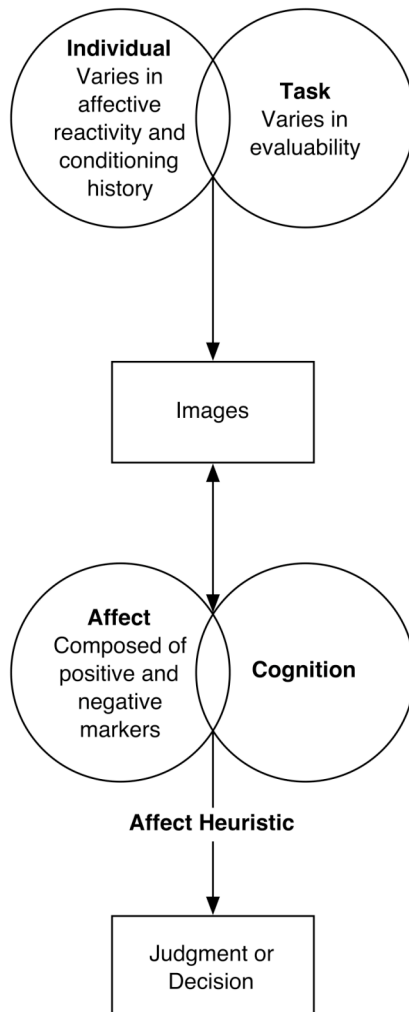 Individual
Varies in
affective
reactivity and
conditioning
history
Task
Varies in
evaluability
Images
Affect
Composed of
positive and
negative
markers
Cognition
Affect Heuristic
Judgment or
Decision